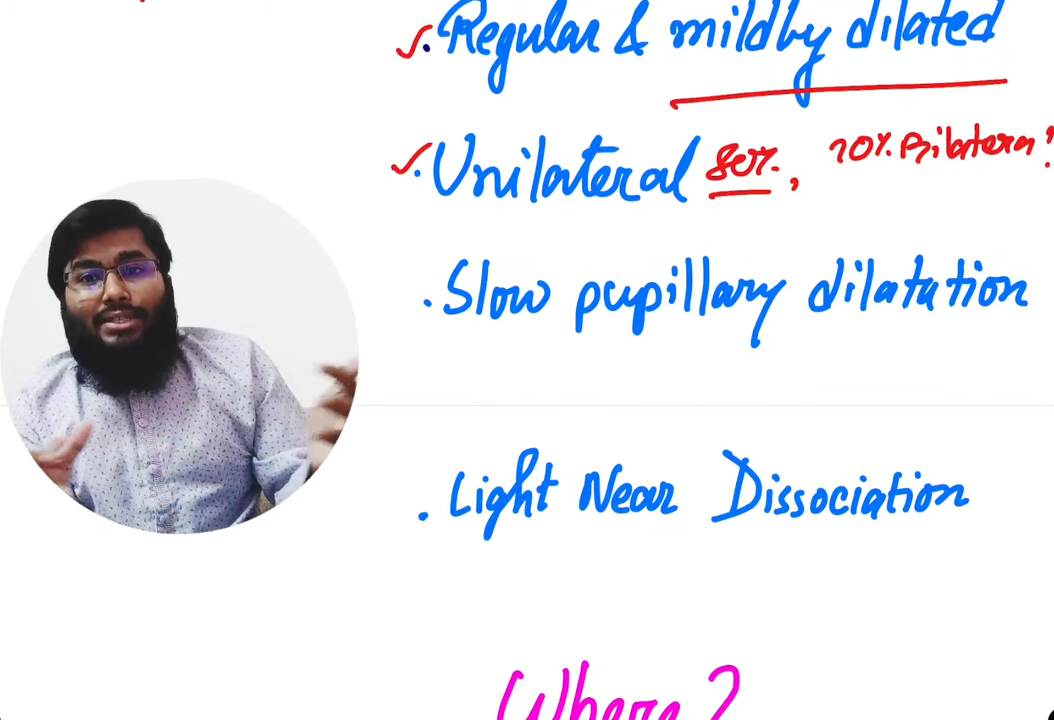 . Regular & mildly dilated
. Unilateral 80%, 20% Bilateral
. Slow pupillary dilatation
. Light Near Dissociation
Where?